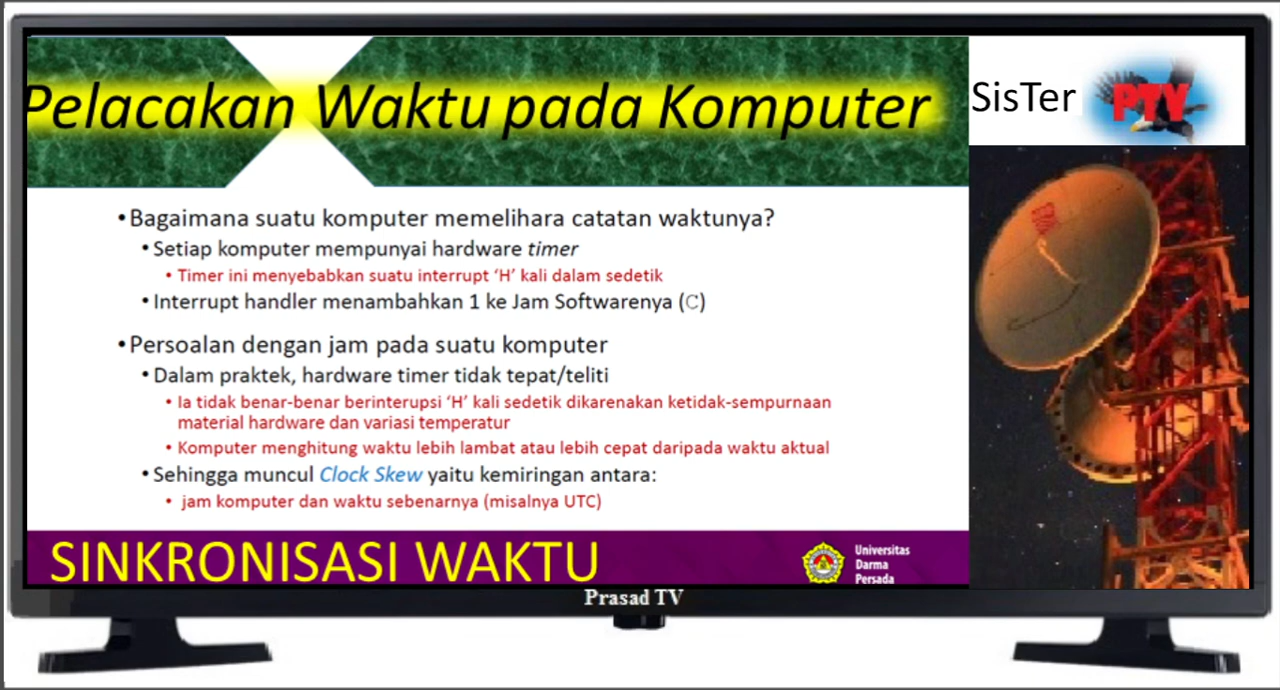 Pelacakan Waktu pada Komputer
SisTer
PTY
•Bagaimana suatu komputer memelihara catatan waktunya?
•Setiap komputer mempunyai hardware timer
•Timer ini menyebabkan suatu interrupt ‘H’ kali dalam sedetik
•Interrupt handler menambahkan 1 ke Jam Softwarenya (C)
•Persoalan dengan jam pada suatu komputer
•Dalam praktek, hardware timer tidak tepat/teliti
•Ia tidak benar-benar berinterupsi ‘H’ kali sedetik dikarenakan ketidak-sempurnaan
material hardware dan variasi temperatur
•Komputer menghitung waktu lebih lambat atau lebih cepat daripada waktu aktual
•Sehingga muncul Clock Skew yaitu kemiringan antara:
• jam komputer dan waktu sebenarnya (misalnya UTC)
SINKRONISASI WAKTU
Universitas
Darma
Persada
Prasad TV